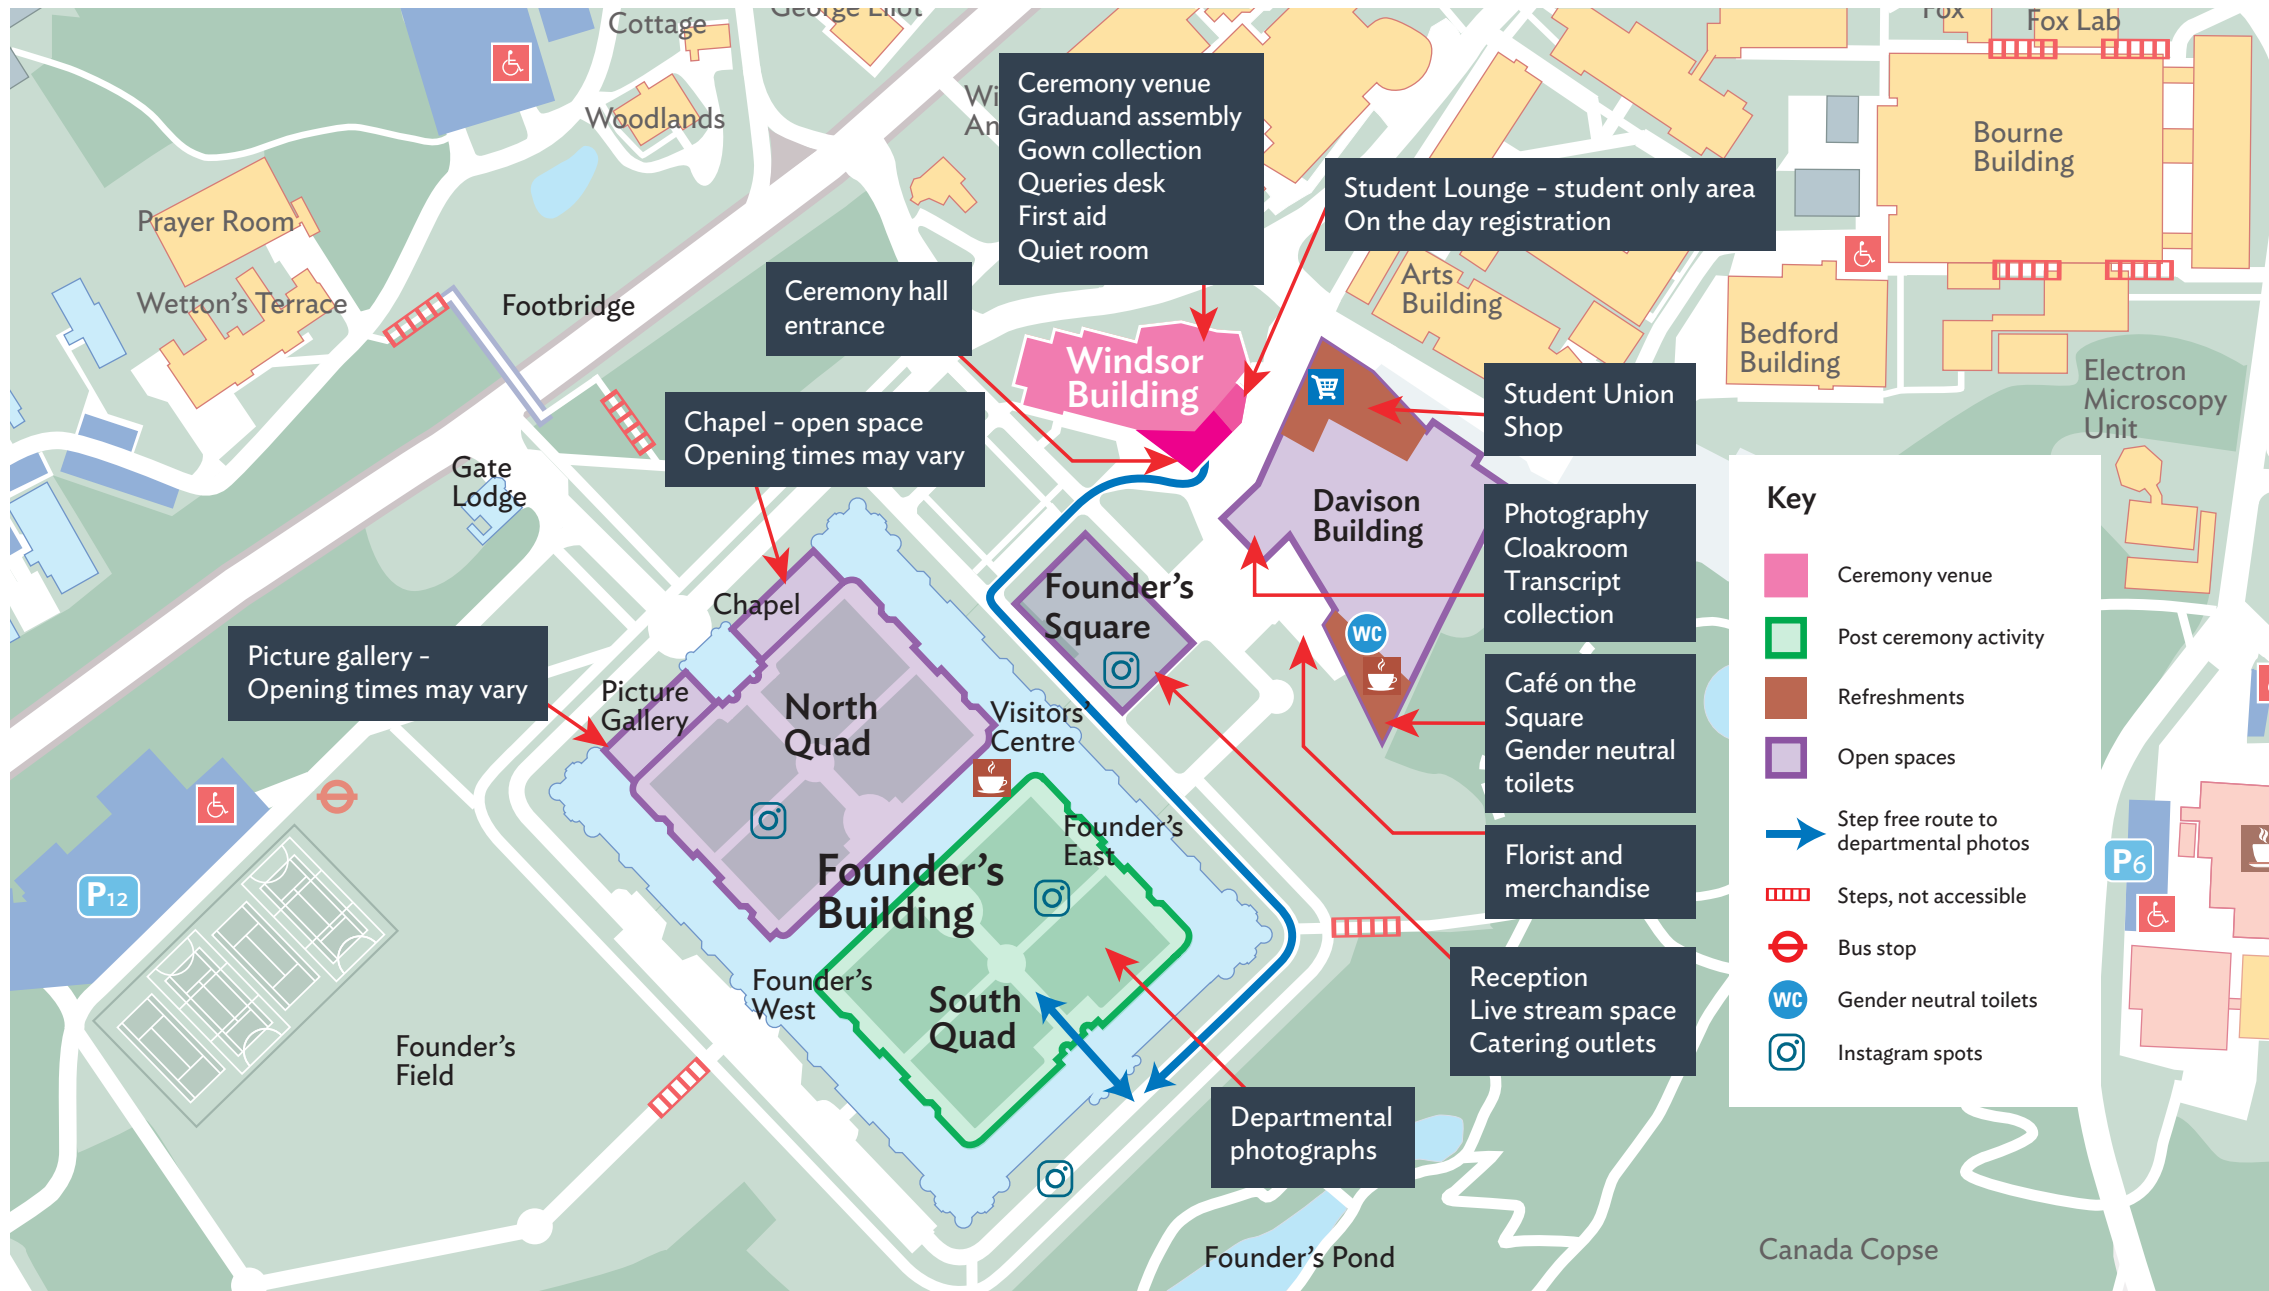 Cottage
George Eliot
Fox
Fox Lab
Wi
An
Woodlands
Prayer Room
Wetton's Terrace
Footbridge
Ceremony venue
Graduand assembly
Gown collection
Queries desk
First aid
Quiet room
Student Lounge – student only area
On the day registration
Bourne
Building
Ceremony hall
entrance
Arts
Building
Bedford
Building
Electron
Microscopy
Unit
Windsor
Building
Chapel – open space
Opening times may vary
Student Union
Shop
Gate
Lodge
Davison
Building
Photography
Cloakroom
Transcript
collection
Founder's
Square
Chapel
WC
Picture gallery –
Opening times may vary
Picture
Gallery
North
Quad
Visitors'
Centre
Café on the
Square
Gender neutral
toilets
Founder's
East
Florist and
merchandise
Founder's
Building
P12
P6
Founder's
West
South
Quad
Reception
Live stream space
Catering outlets
Founder's
Field
Departmental
photographs
Founder's Pond
Canada Copse
Key
Ceremony venue
Post ceremony activity
Refreshments
Open spaces
Step free route to
departmental photos
Steps, not accessible
Bus stop
WC
Gender neutral toilets
Instagram spots